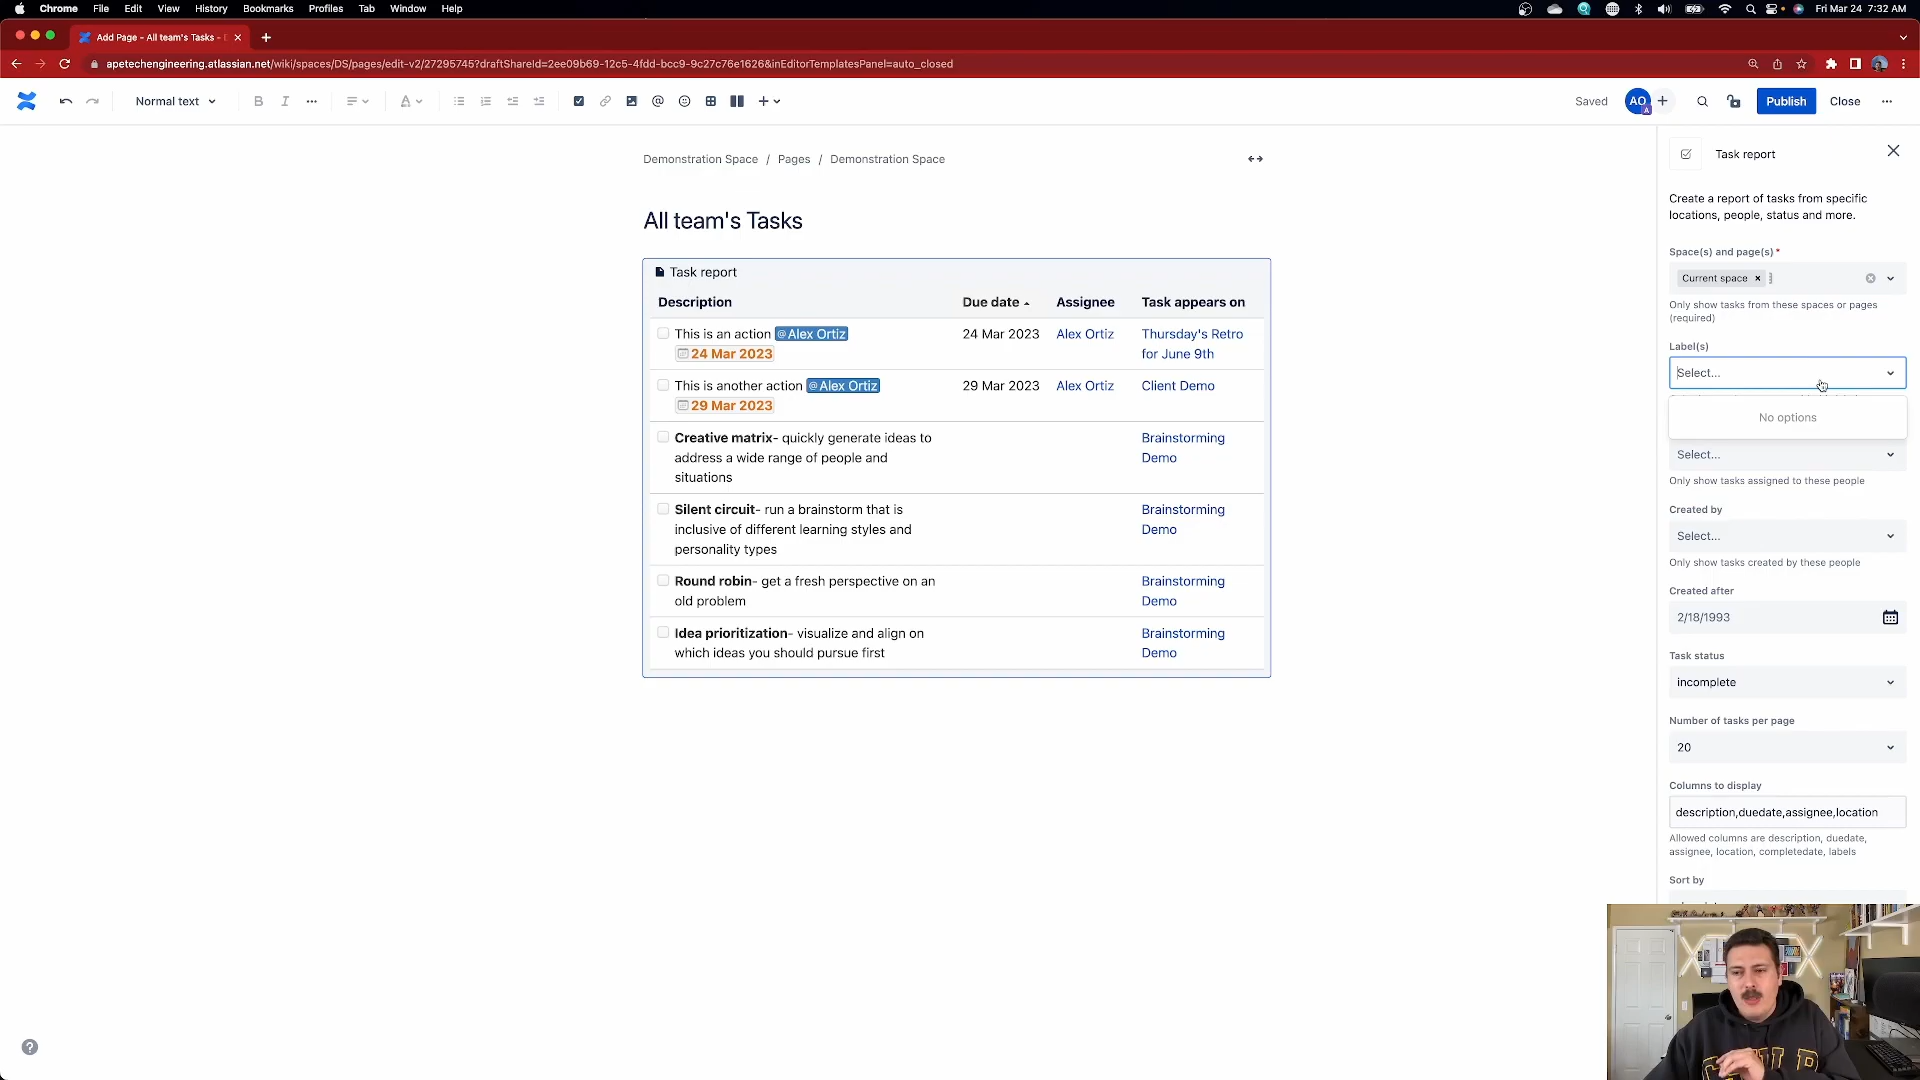 Chrome File Edit View History Bookmarks Profiles Tab Window Help
Fri Mar 24 7:32 AM
Add Page - All team's Tasks -
apetechengineering.atlassian.net/wiki/spaces/DS/pages/edit-v2/27295745?draftShareId=2ee09b69-12c5-4fdd-bcc9-9c27c76e1626&inEditorTemplatesPanel=auto_closed
Normal text B I A
Saved AO A Publish Close
Demonstration Space / Pages / Demonstration Space
All team's Tasks
Task report
Description Due date Assignee Task appears on
This is an action @Alex Ortiz 24 Mar 2023 Alex Ortiz Thursday's Retro
24 Mar 2023 for June 9th
This is another action @Alex Ortiz 29 Mar 2023 Alex Ortiz Client Demo
29 Mar 2023
Creative matrix- quickly generate ideas to Brainstorming
address a wide range of people and Demo
situations
Silent circuit- run a brainstorm that is Brainstorming
inclusive of different learning styles and Demo
personality types
Round robin- get a fresh perspective on an Brainstorming
old problem Demo
Idea prioritization- visualize and align on Brainstorming
which ideas you should pursue first Demo
Task report
Create a report of tasks from specific
locations, people, status and more.
Space(s) and page(s)*
Current space
Only show tasks from these spaces or pages
(required)
Label(s)
Select...
No options
Select...
Only show tasks assigned to these people
Created by
Select...
Only show tasks created by these people
Created after
2/18/1993
Task status
incomplete
Number of tasks per page
20
Columns to display
description,duedate,assignee,location
Allowed columns are description, duedate,
assignee, location, completedate, labels
Sort by
?